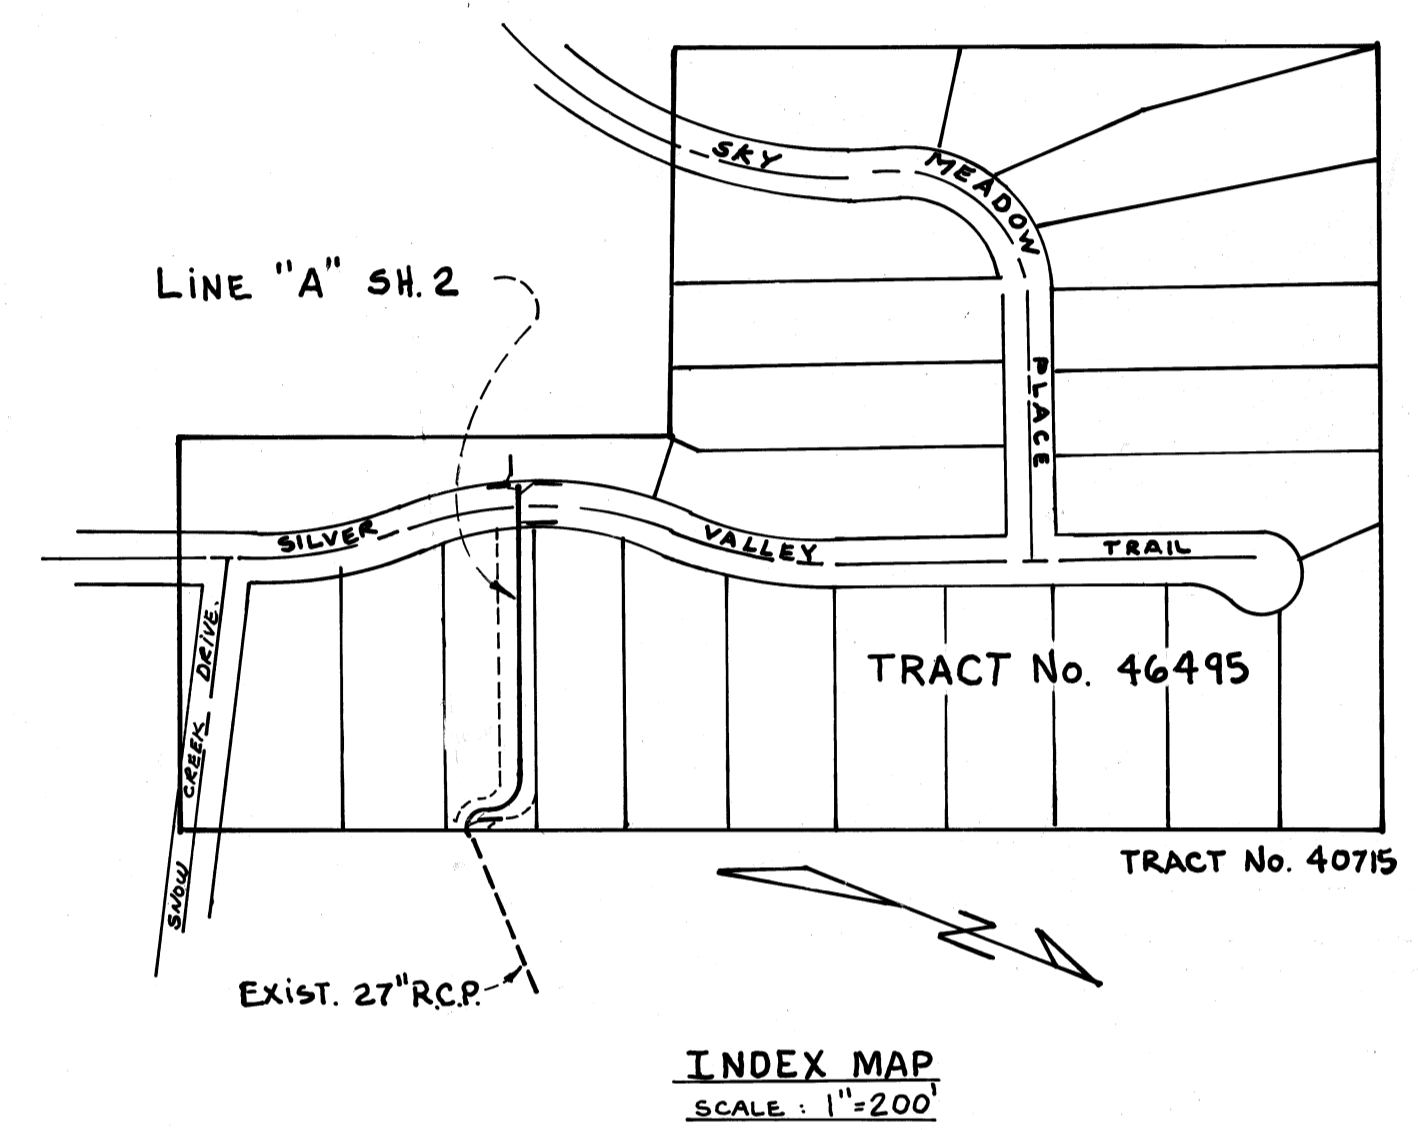 SKY MEADOW PLACE
LINE "A" SH. 2
SILVER VALLEY TRAIL
SNOW CREEK DRIVE.
TRACT No. 46495
TRACT No. 40715
N
EXIST. 27" R.C.P.
INDEX MAP
SCALE : 1"=200'